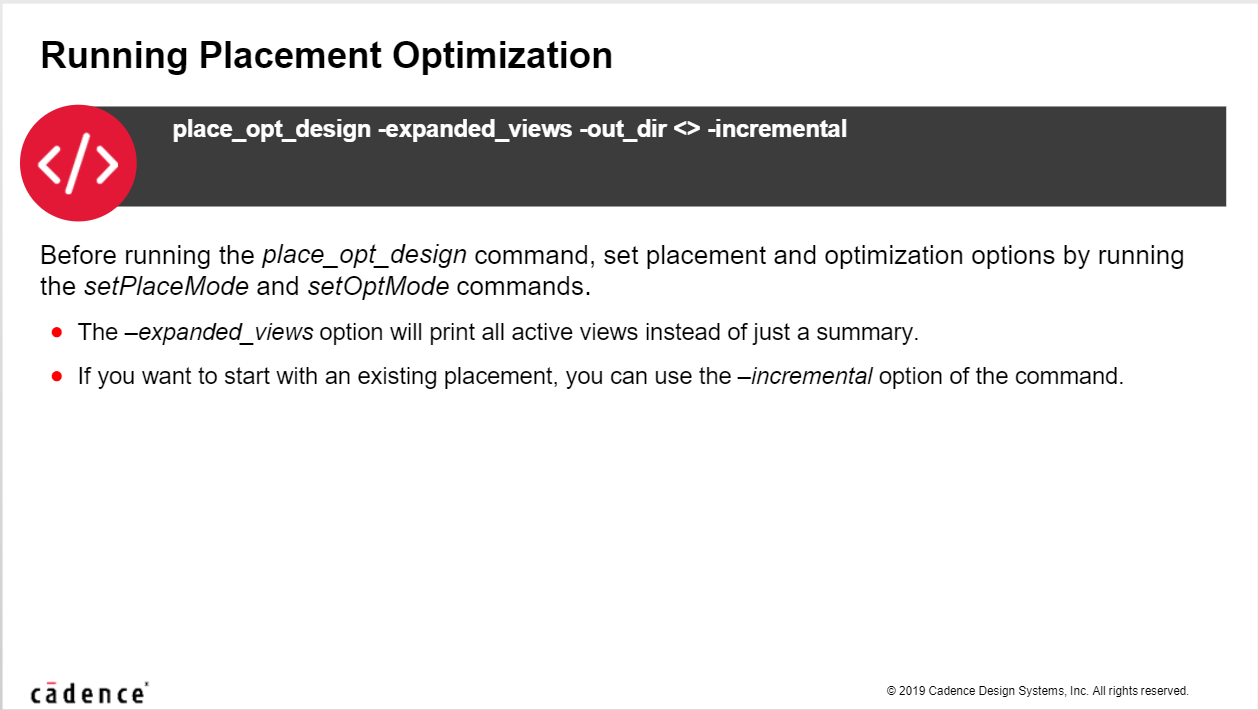 Running Placement Optimization
</>
place_opt_design -expanded_views -out_dir <> -incremental
Before running the place_opt_design command, set placement and optimization options by running
the setPlaceMode and setOptMode commands.
• The –expanded_views option will print all active views instead of just a summary.
• If you want to start with an existing placement, you can use the –incremental option of the command.
cādence
© 2019 Cadence Design Systems, Inc. All rights reserved.